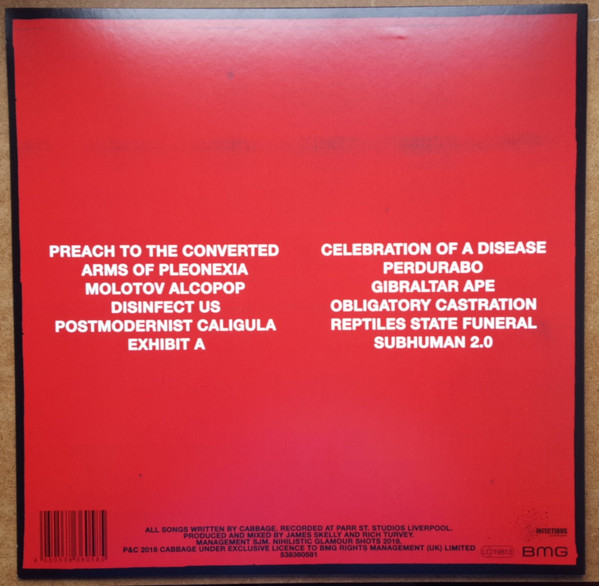 PREACH TO THE CONVERTED
ARMS OF PLEONEXIA
MOLOTOV ALCOPOP
DISINFECT US
POSTMODERNIST CALIGULA
EXHIBIT A
CELEBRATION OF A DISEASE
PERDURABO
GIBRALTAR APE
OBLIGATORY CASTRATION
REPTILES STATE FUNERAL
SUBHUMAN 2.0
ALL SONGS WRITTEN BY CABBAGE, RECORDED AT PARR ST. STUDIOS LIVERPOOL.
PRODUCED AND MIXED BY JAMES SKELLY AND RICH TURVEY.
MANAGEMENT SJM. NIHILISTIC GLAMOUR SHOTS 2018.
P&C 2018 CABBAGE UNDER EXCLUSIVE LICENCE TO BMG RIGHTS MANAGEMENT (UK) LIMITED
538360591
INFECTIOUS
BMG